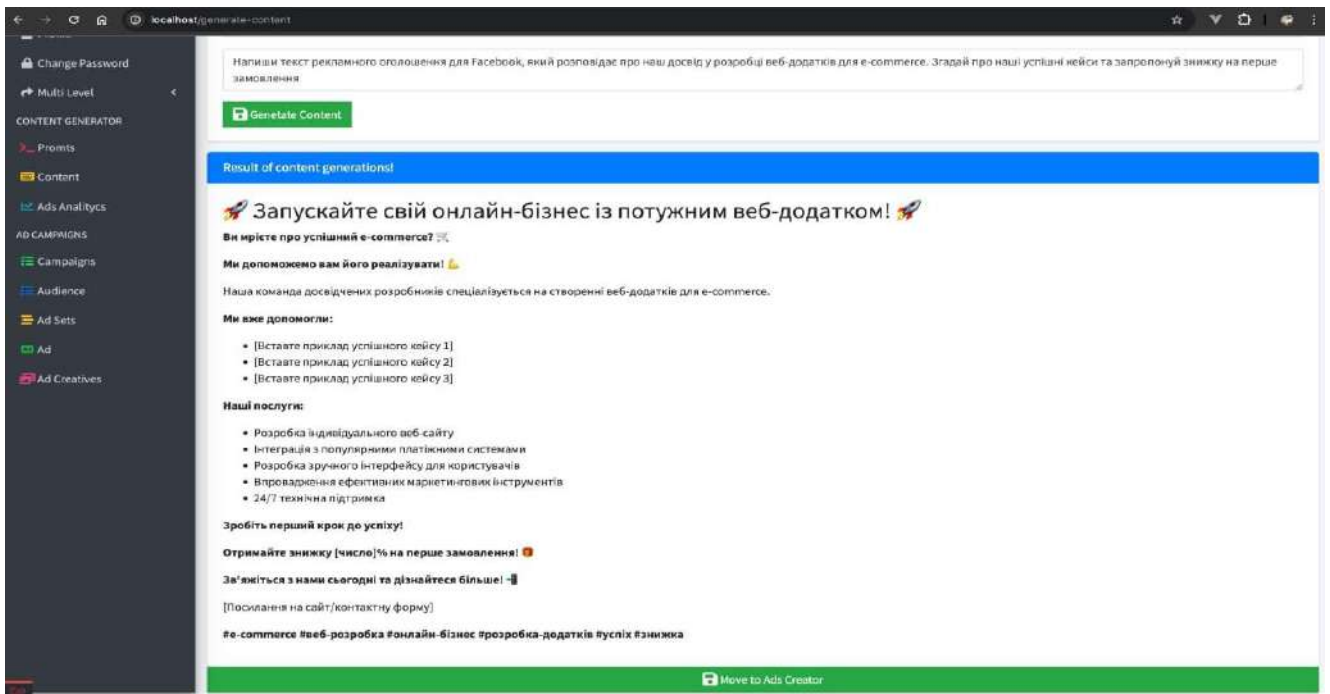 localhost/generate-content
Change Password
Multi Level
CONTENT GENERATOR
Promts
Content
Ads Analitycs
AD CAMPAIGNS
Campaigns
Audience
Ad Sets
Ad
Ad Creatives
Напиши текст рекламного оголошення для Facebook, який розповідає про наш досвід у розробці веб-додатків для e-commerce. Згадай про наші успішні кейси та запропонуй знижку на перше
замовлення
Genetate Content
Result of content generations!
🚀 Запускайте свій онлайн-бізнес із потужним веб-додатком! 🚀
Ви мрієте про успішний e-commerce? 🛒
Ми допоможемо вам його реалізувати! 💪
Наша команда досвідчених розробників спеціалізується на створенні веб-додатків для e-commerce.
Ми вже допомогли:
• [Вставте приклад успішного кейсу 1]
• [Вставте приклад успішного кейсу 2]
• [Вставте приклад успішного кейсу 3]
Наші послуги:
• Розробка індивідуального веб-сайту
• Інтеграція з популярними платіжними системами
• Розробка зручного інтерфейсу для користувачів
• Впровадження ефективних маркетингових інструментів
• 24/7 технічна підтримка
Зробіть перший крок до успіху!
Отримайте знижку [число]% на перше замовлення! 🎁
Зв'яжіться з нами сьогодні та дізнайтеся більше! 📲
[Посилання на сайт/контактну форму]
#e-commerce #веб-розробка #онлайн-бізнес #розробка-додатків #успіх #знижка
Move to Ads Creator